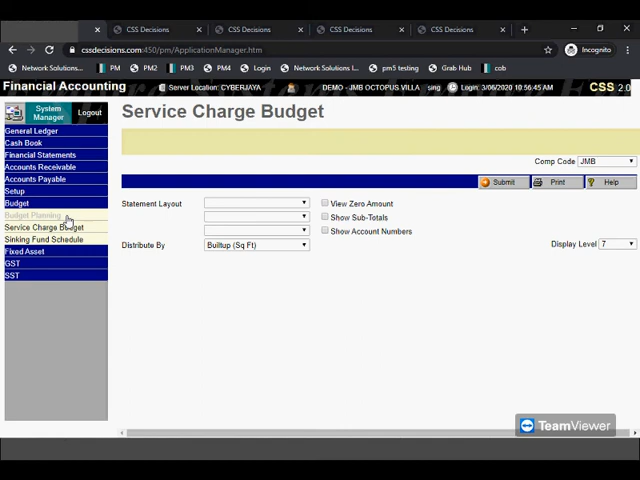 CSS Decisions
CSS Decisions
CSS Decisions
CSS Decisions
cssdecisions.com:450/pm/ApplicationManager.htm
Incognito
Network Solutions...
PM
PM2
PM3
PM4
Login
Network Solutions I...
pm5 testing
Grab Hub
cob
Financial Accounting
Server Location: CYBERJAYA
DEMO - JMB OCTOPUS VILLA
sing
Login 3/06/2020 10:56:45 AM
CSS 2.0
System Manager
Logout
General Ledger
Cash Book
Financial Statements
Accounts Receivable
Accounts Payable
Setup
Budget
Budget Planning
Service Charge Budget
Sinking Fund Schedule
Fixed Asset
GST
SST
Service Charge Budget
Comp Code JMB
Submit
Print
Help
Statement Layout
View Zero Amount
Show Sub-Totals
Show Account Numbers
Distribute By Builtup (Sq Ft)
Display Level 7
TeamViewer